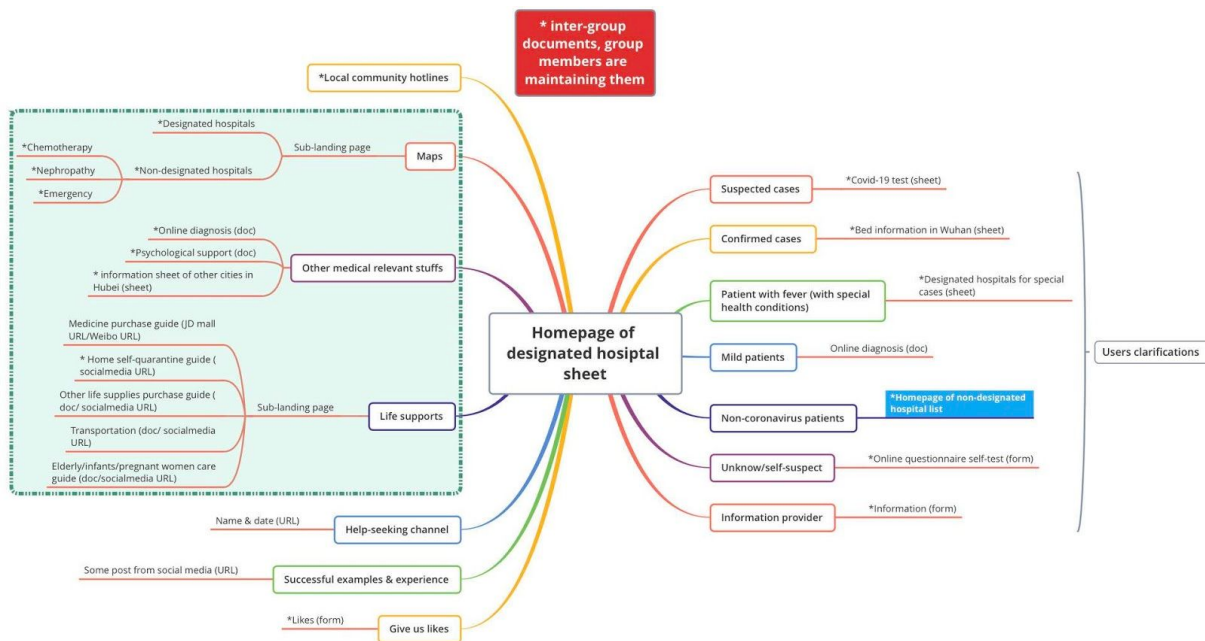 * inter-group
documents, group
members are
maintaining them
*Local community hotlines
*Designated hospitals
Sub-landing page
Maps
*Chemotherapy
*Nephropathy
*Non-designated hospitals
*Emergency
*Online diagnosis (doc)
*Psychological support (doc)
* information sheet of other cities in
Hubei (sheet)
Other medical relevant stuffs
Medicine purchase guide (JD mall
URL/Weibo URL)
* Home self-quarantine guide (
socialmedia URL)
Other life supplies purchase guide (
doc/ socialmedia URL)
Transportation (doc/ socialmedia
URL)
Elderly/infants/pregnant women care
guide (doc/socialmedia URL)
Sub-landing page
Life supports
Name & date (URL)
Help-seeking channel
Some post from social media (URL)
Successful examples & experience
*Likes (form)
Give us likes
Homepage of
designated hosiptal
sheet
Suspected cases
*Covid-19 test (sheet)
Confirmed cases
*Bed information in Wuhan (sheet)
Patient with fever (with special
health conditions)
*Designated hospitals for special
cases (sheet)
Mild patients
Online diagnosis (doc)
Non-coronavirus patients
*Homepage of non-designated
hospital list
Unknow/self-suspect
*Online questionnaire self-test (form)
Information provider
*Information (form)
Users clarifications